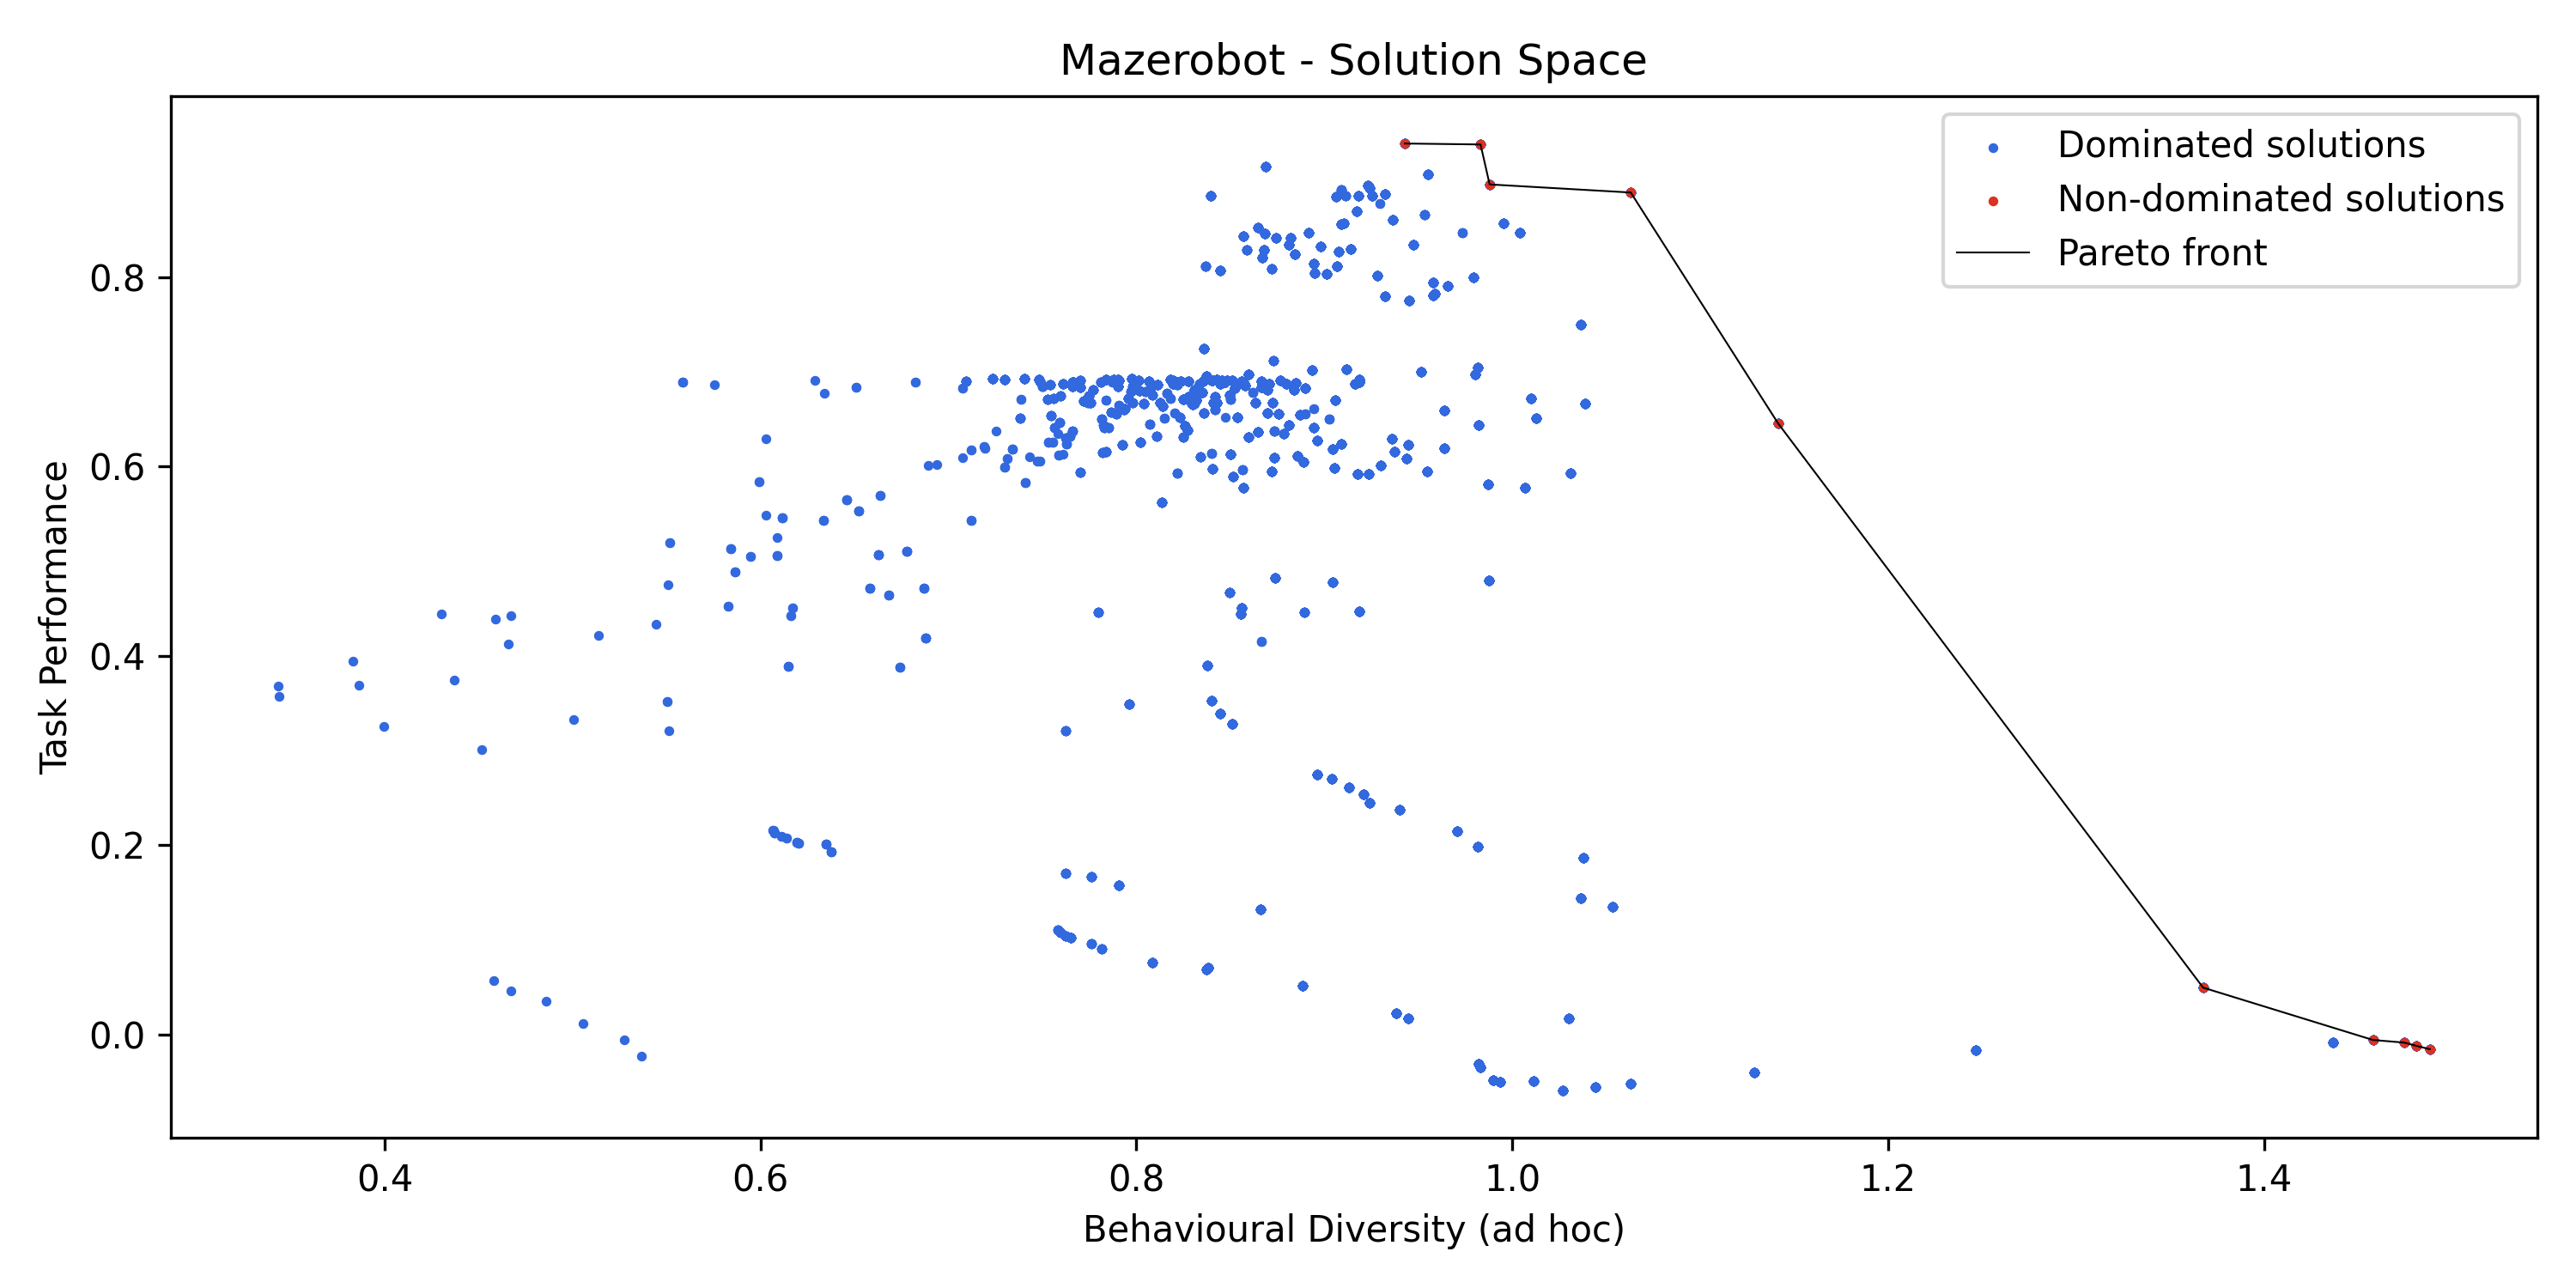 Mazerobot - Solution Space
Dominated solutions
Non-dominated solutions
Pareto front
Task Performance
0.8
0.6
0.4
0.2
0.0
0.4
0.6
0.8
1.0
1.2
1.4
Behavioural Diversity (ad hoc)